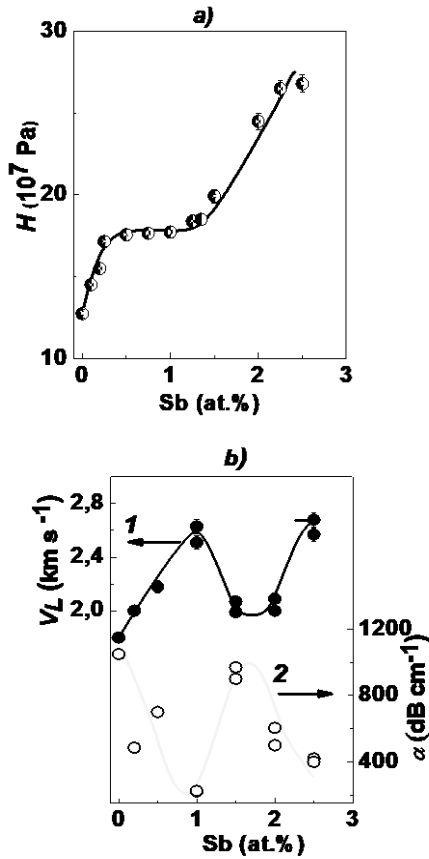 a)
30
20
10
H (10⁷ Pa)
0 1 2 3
Sb (at.%)
b)
2,8
2,4
2,0
V_L (km s⁻¹)
1
2
1200
800
400
α (dB cm⁻¹)
0 1 2 3
Sb (at.%)